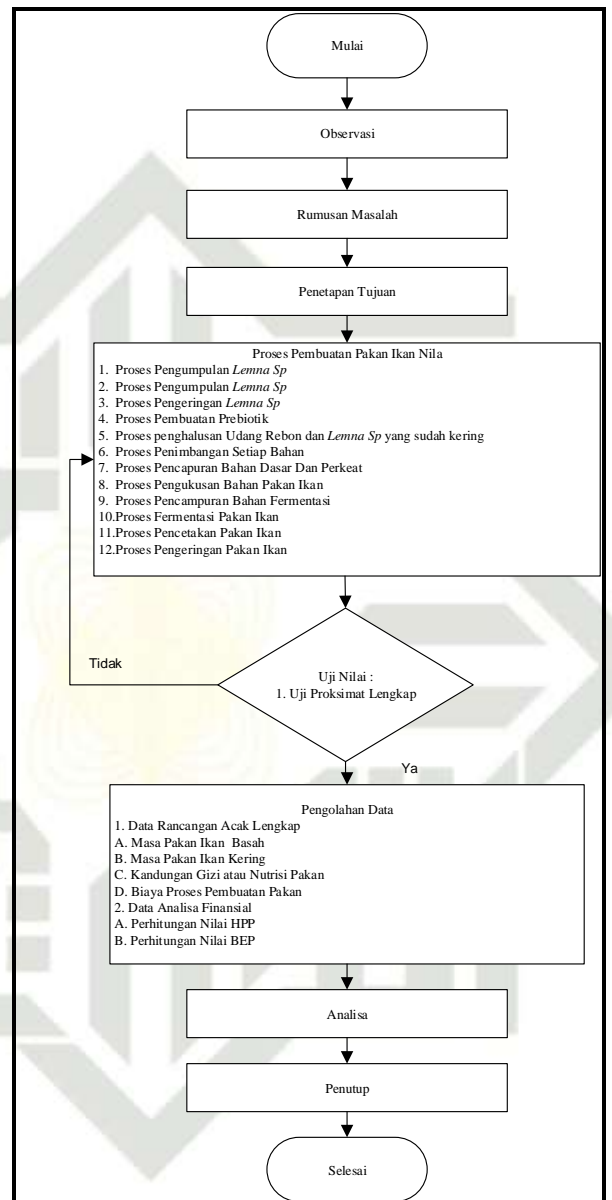 Mulai
Observasi
Rumusan Masalah
Penetapan Tujuan
Proses Pembuatan Pakan Ikan Nila
1. Proses Pengumpulan Lemna Sp
2. Proses Pengumpulan Lemna Sp
3. Proses Pengeringan Lemna Sp
4. Proses Pembuatan Prebiotik
5. Proses penghalusan Udang Rebon dan Lemna Sp yang sudah kering
6. Proses Penimbangan Setiap Bahan
7. Proses Pencapuran Bahan Dasar Dan Perkeat
8. Proses Pengukusan Bahan Pakan Ikan
9. Proses Pencampuran Bahan Fermentasi
10.Proses Fermentasi Pakan Ikan
11.Proses Pencetakan Pakan Ikan
12.Proses Pengeringan Pakan Ikan
Tidak
Uji Nilai :
1. Uji Proksimat Lengkap
Ya
Pengolahan Data
1. Data Rancangan Acak Lengkap
A. Masa Pakan Ikan Basah
B. Masa Pakan Ikan Kering
C. Kandungan Gizi atau Nutrisi Pakan
D. Biaya Proses Pembuatan Pakan
2. Data Analisa Finansial
A. Perhitungan Nilai HPP
B. Perhitungan Nilai BEP
Analisa
Penutup
Selesai